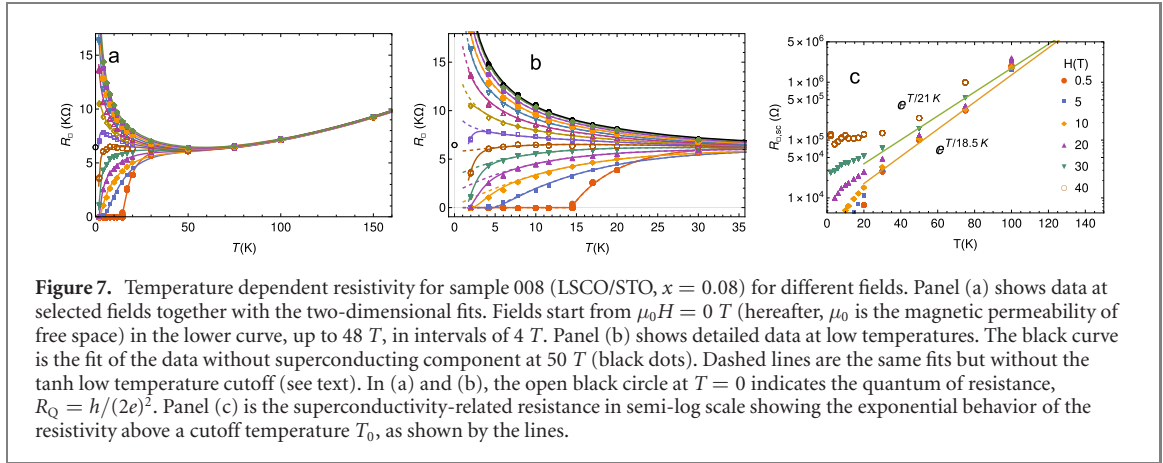 a
R□ (KΩ)
15
10
5
0
0
50
100
150
T(K)
b
R□ (KΩ)
15
10
5
0
0
5
10
15
20
25
30
35
T(K)
c
R□,sc
5 × 10⁶
1 × 10⁶
5 × 10⁵
1 × 10⁵
5 × 10⁴
1 × 10⁴
0
20
40
60
80
100
120
140
T(K)
e^T/21 K
e^T/18.5 K
H(T)
0.5
5
10
20
30
40
Figure 7. Temperature dependent resistivity for sample 008 (LSCO/STO, x = 0.08) for different fields. Panel (a) shows data at
selected fields together with the two-dimensional fits. Fields start from μ₀H = 0 T (hereafter, μ₀ is the magnetic permeability of
free space) in the lower curve, up to 48 T, in intervals of 4 T. Panel (b) shows detailed data at low temperatures. The black curve
is the fit of the data without superconducting component at 50 T (black dots). Dashed lines are the same fits but without the
tanh low temperature cutoff (see text). In (a) and (b), the open black circle at T = 0 indicates the quantum of resistance,
R_Q = h/(2e)². Panel (c) is the superconductivity-related resistance in semi-log scale showing the exponential behavior of the
resistivity above a cutoff temperature T₀, as shown by the lines.